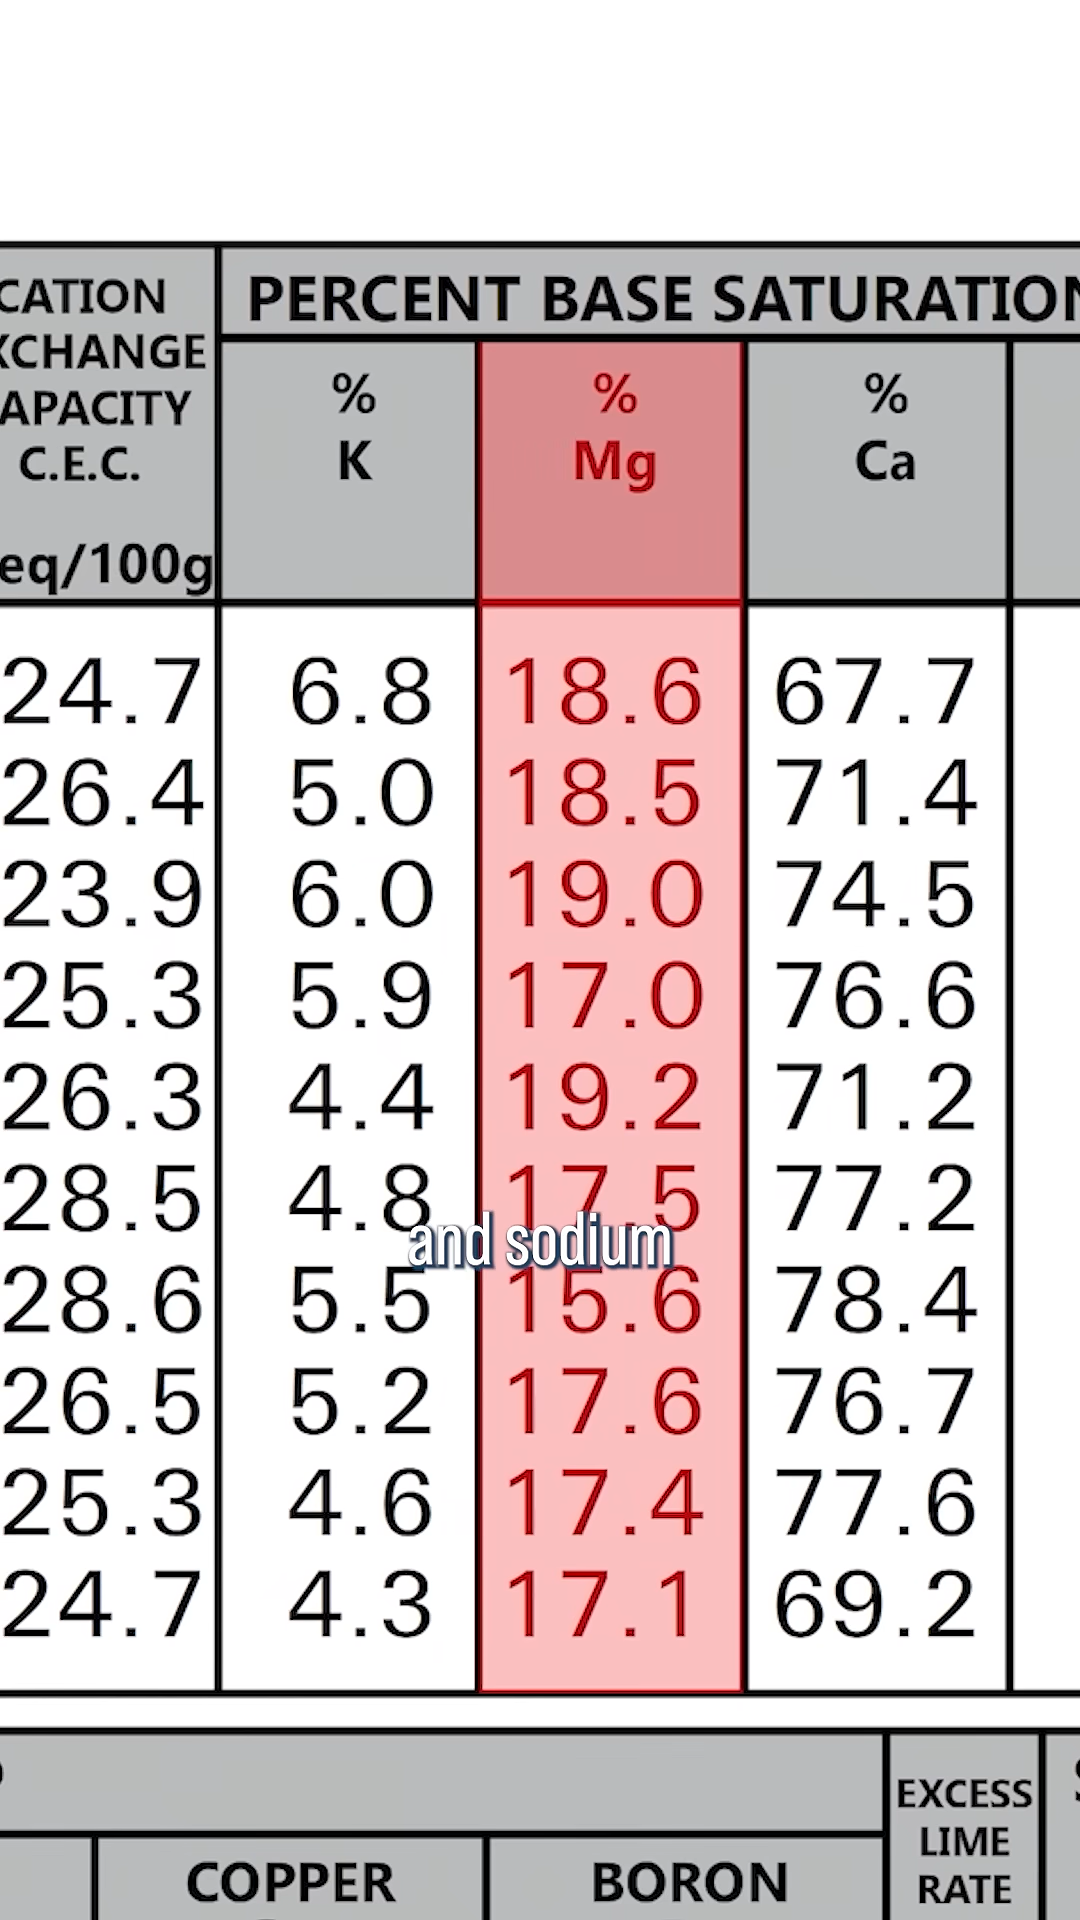 CATION
XCHANGE
APACITY
C.E.C.
eq/100g
PERCENT BASE SATURATION
% % %
K Mg Ca
24.7 6.8 18.6 67.7
26.4 5.0 18.5 71.4
23.9 6.0 19.0 74.5
25.3 5.9 17.0 76.6
26.3 4.4 19.2 71.2
28.5 4.8 17.5 77.2
and sodium
28.6 5.5 15.6 78.4
26.5 5.2 17.6 76.7
25.3 4.6 17.4 77.6
24.7 4.3 17.1 69.2
COPPER
BORON
EXCESS
LIME
RATE